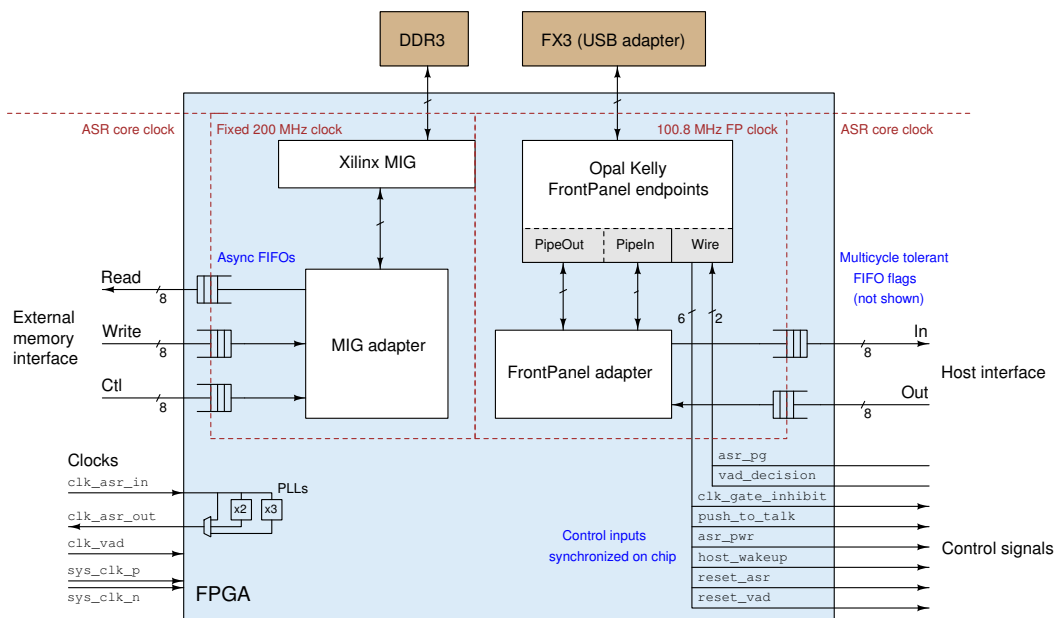 DDR3
FX3 (USB adapter)
ASR core clock
Fixed 200 MHz clock
100.8 MHz FP clock
ASR core clock
Xilinx MIG
Opal Kelly
FrontPanel endpoints
PipeOut
PipeIn
Wire
Async FIFOs
Multicycle tolerant
FIFO flags
(not shown)
Read
8
External
memory
interface
Write
8
Ctl
8
MIG adapter
FrontPanel adapter
6
2
In
8
Host interface
Out
8
Clocks
clk_asr_in
clk_asr_out
clk_vad
sys_clk_p
sys_clk_n
PLLs
x2
x3
FPGA
Control inputs
synchronized on chip
asr_pg
vad_decision
clk_gate_inhibit
push_to_talk
asr_pwr
host_wakeup
reset_asr
reset_vad
Control signals